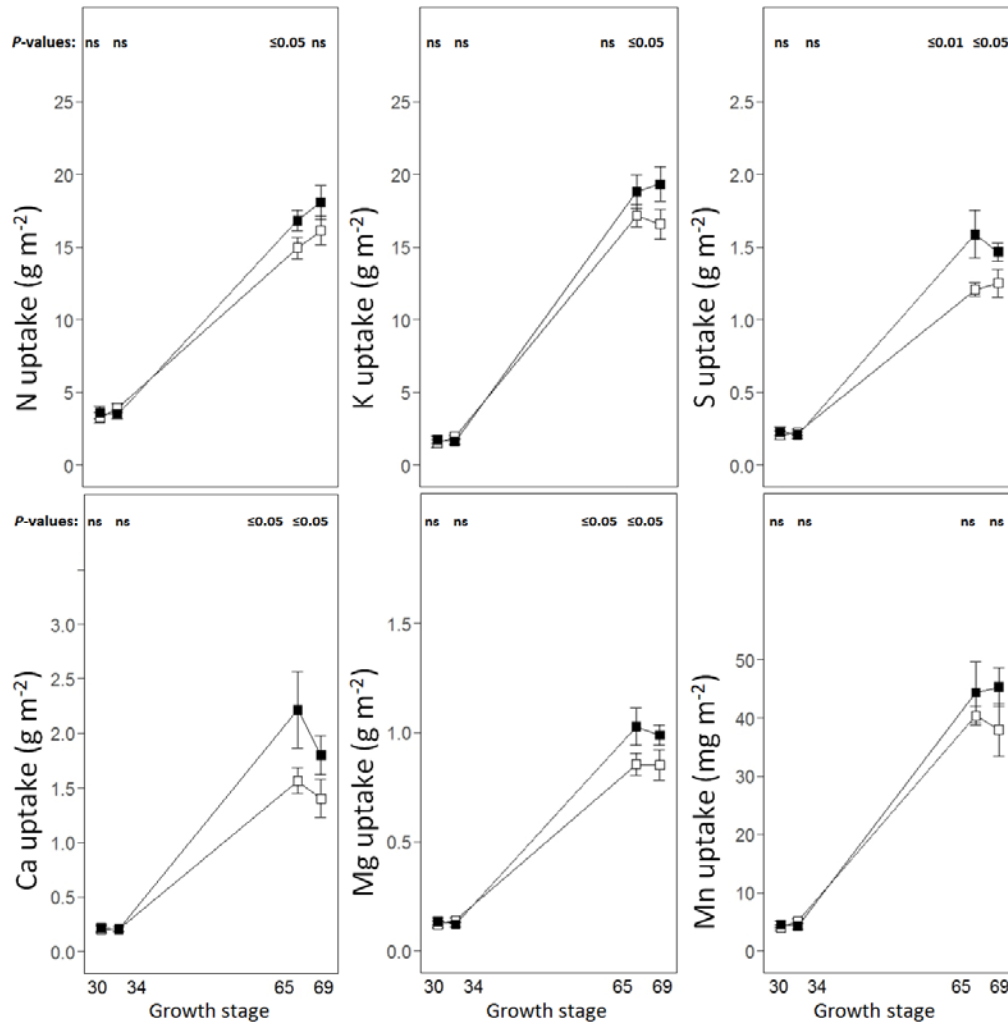 P-values: ns ns ≤0.05 ns
ns ns ns ≤0.05
ns ns ≤0.01 ≤0.05
N uptake (g m-2)
25
20
15
10
5
0
K uptake (g m-2)
25
20
15
10
5
0
S uptake (g m-2)
2.5
2.0
1.5
1.0
0.5
0.0
P-values: ns ns ≤0.05 ≤0.05
ns ns ≤0.05 ≤0.05
ns ns ns ns
Ca uptake (g m-2)
3.0
2.5
2.0
1.5
1.0
0.5
0.0
Mg uptake (g m-2)
1.5
1.0
0.5
0.0
Mn uptake (mg m-2)
50
40
30
20
10
0
30 34 65 69
Growth stage
30 34 65 69
Growth stage
30 34 65 69
Growth stage